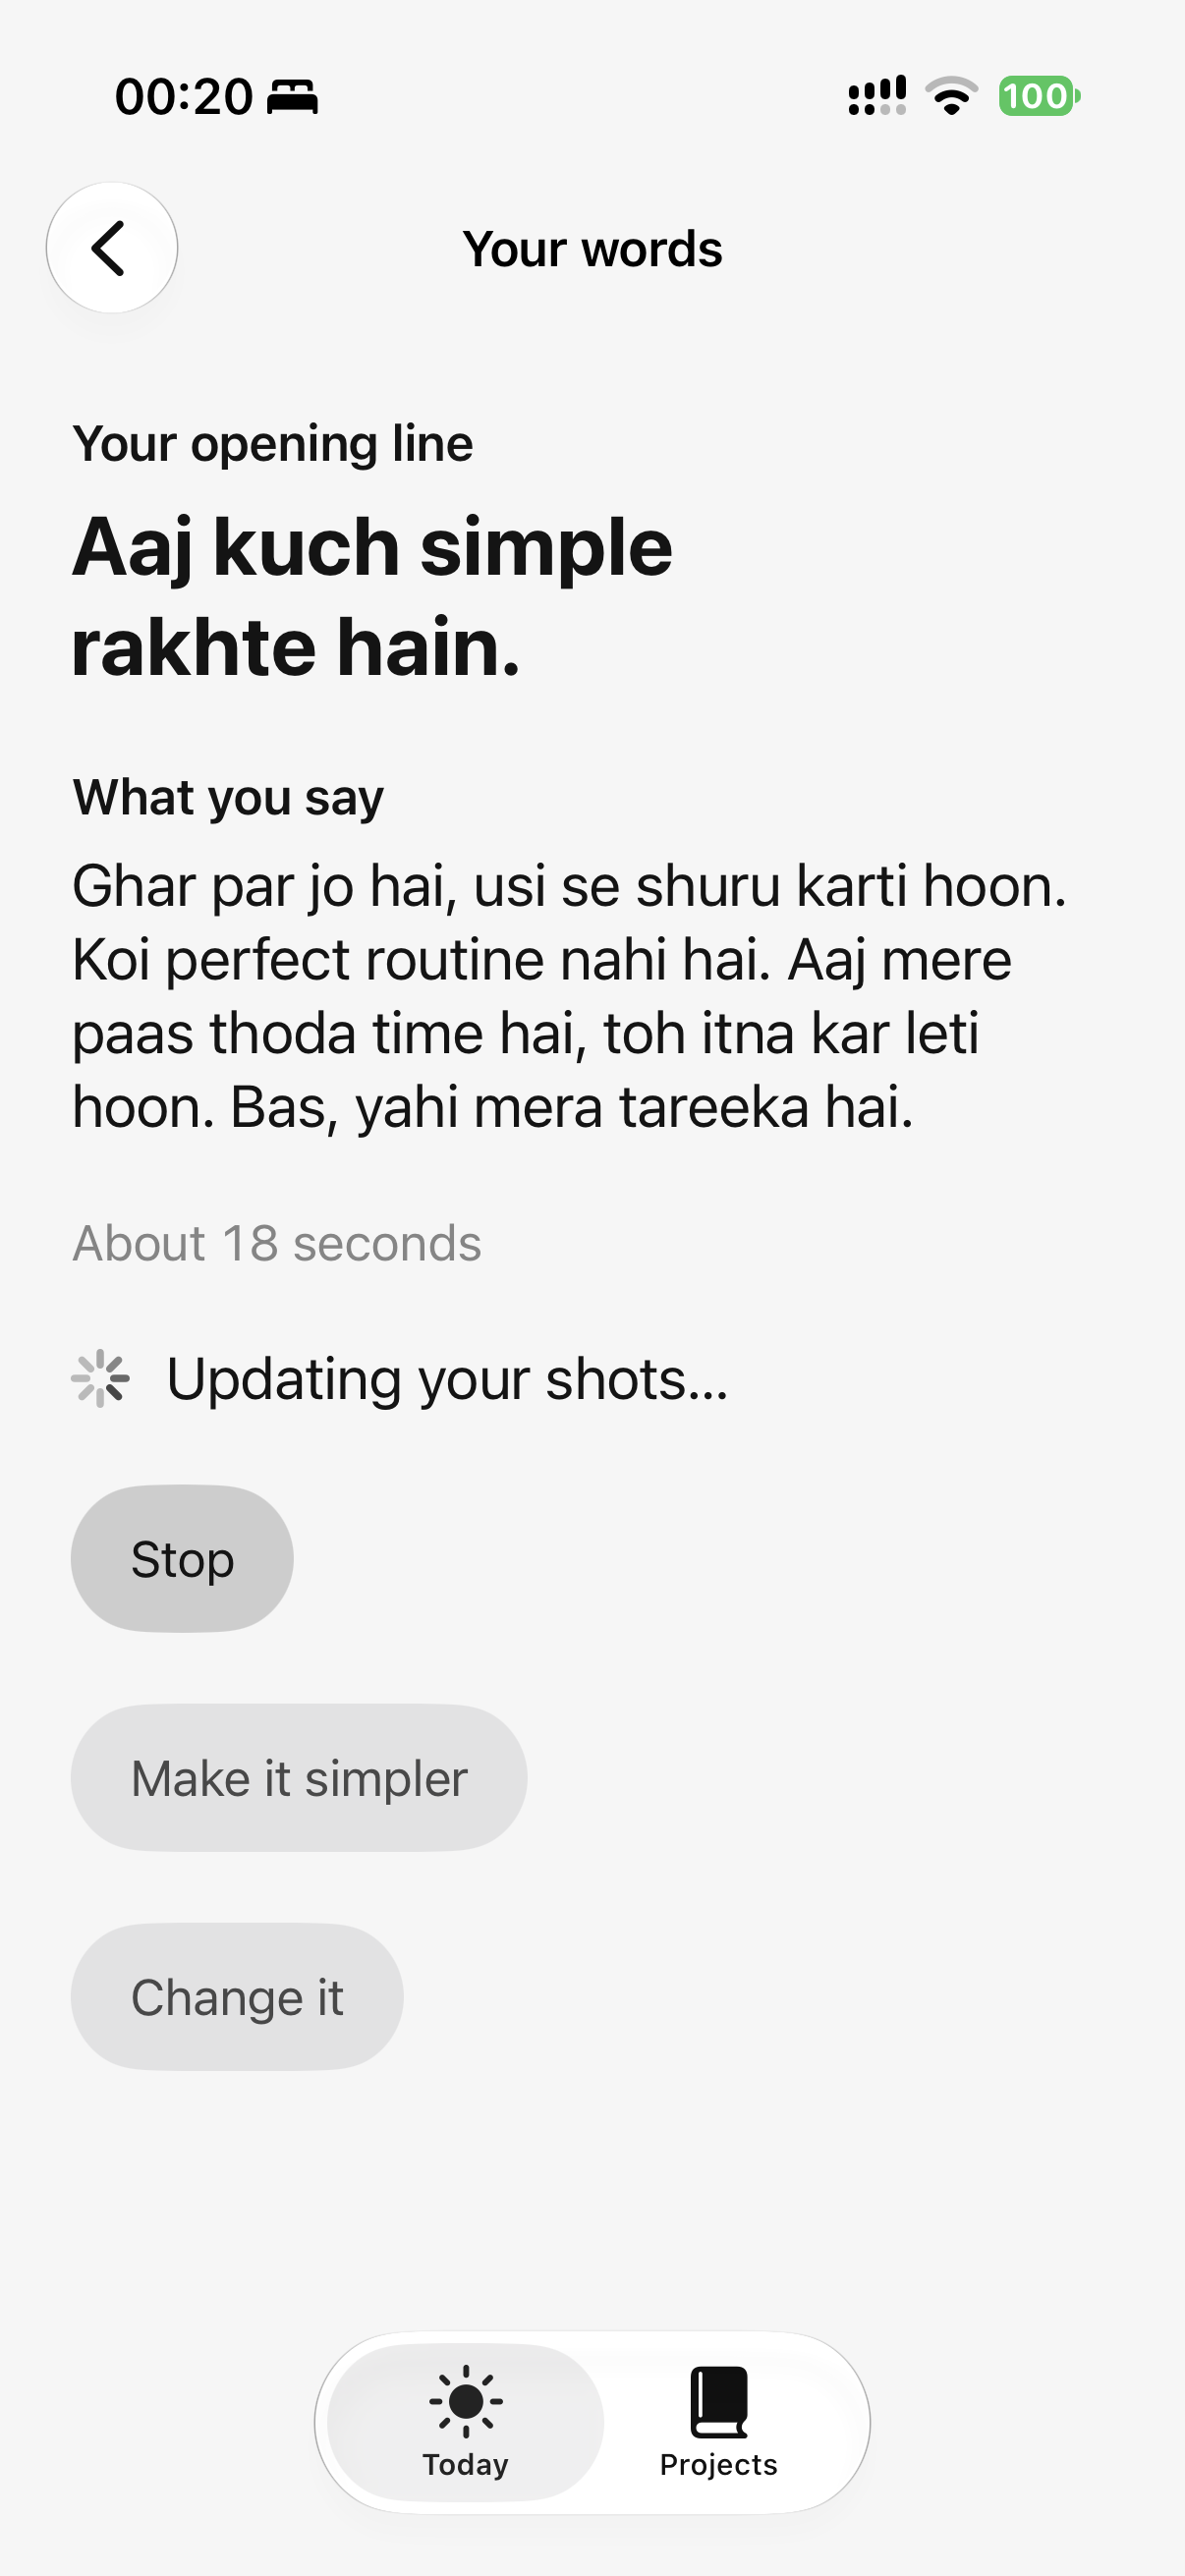 00:20
100
Your words
Your opening line
Aaj kuch simple
rakhte hain.
What you say
Ghar par jo hai, usi se shuru karti hoon.
Koi perfect routine nahi hai. Aaj mere
paas thoda time hai, toh itna kar leti
hoon. Bas, yahi mera tareeka hai.
About 18 seconds
Updating your shots...
Stop
Make it simpler
Change it
Today
Projects